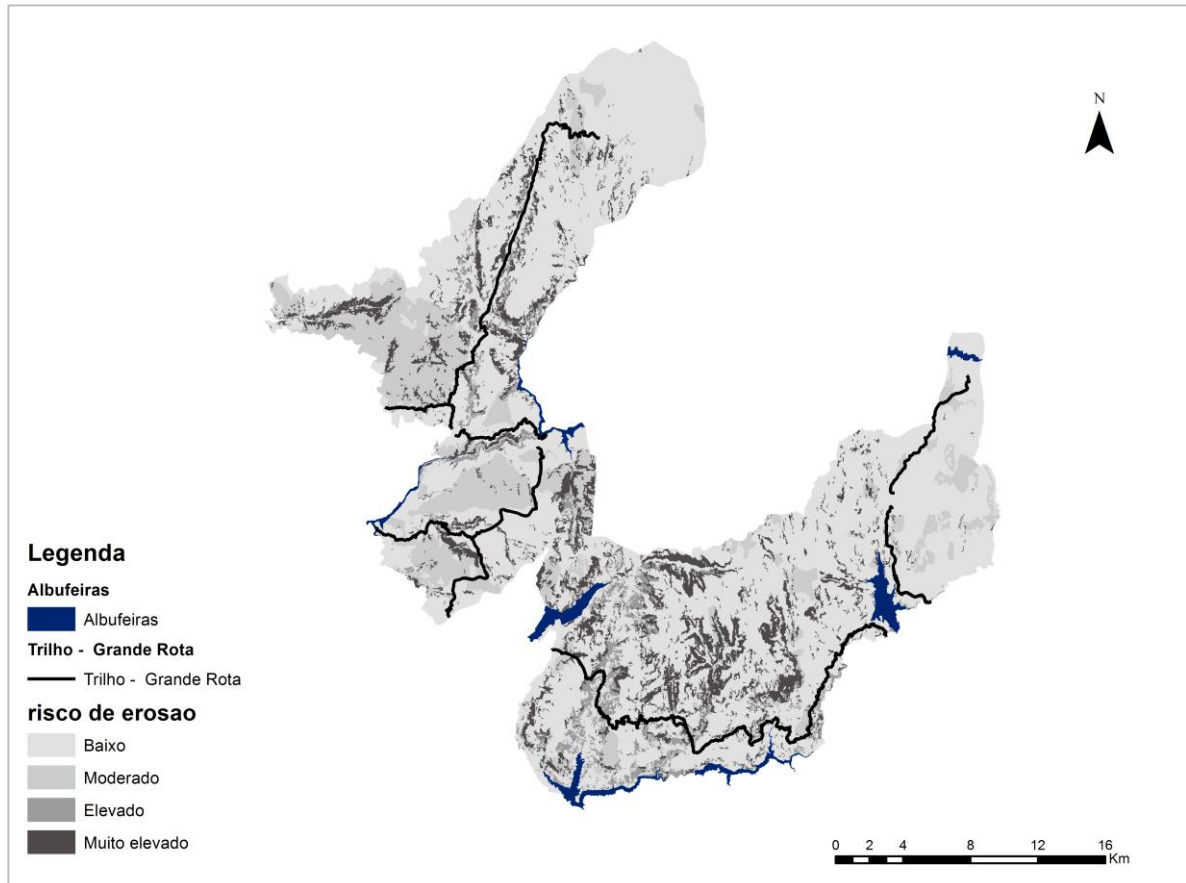 N
Legenda
Albufeiras
Albufeiras
Trilho - Grande Rota
Trilho - Grande Rota
risco de erosao
Baixo
Moderado
Elevado
Muito elevado
0 2 4 8 12 16
Km